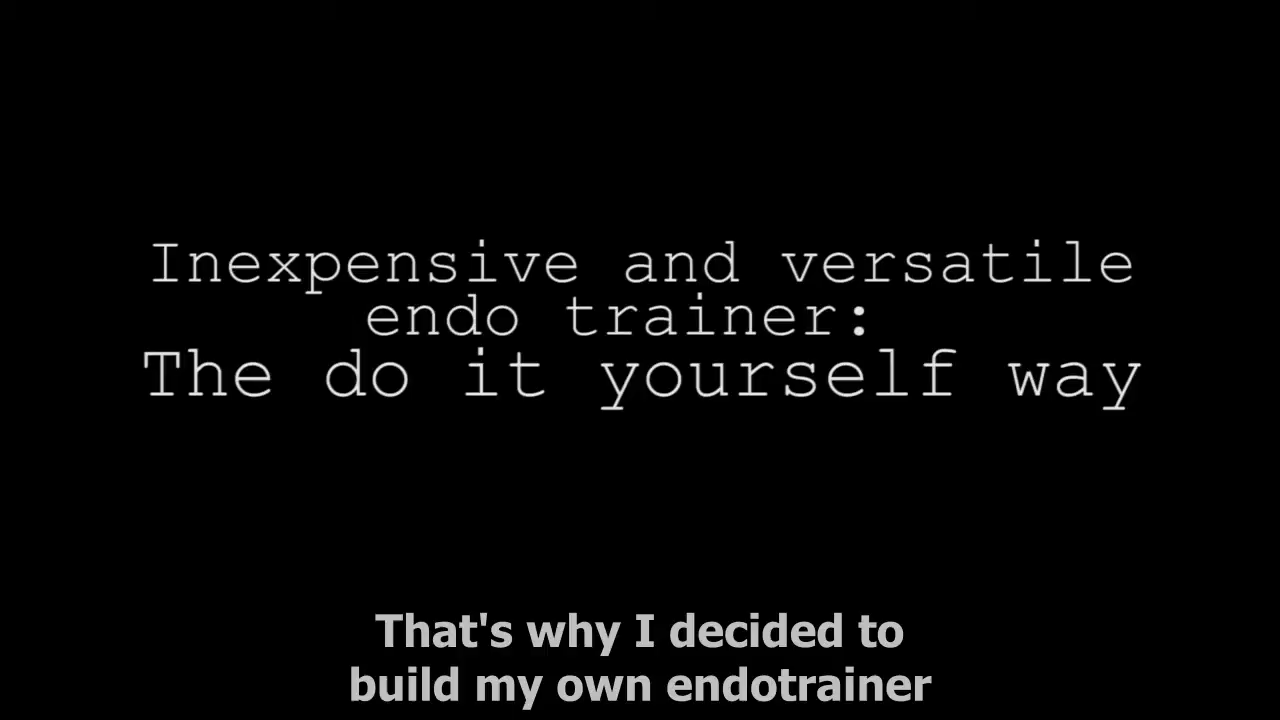 Inexpensive and versatile
endo trainer:
The do it yourself way
That's why I decided to
build my own endotrainer